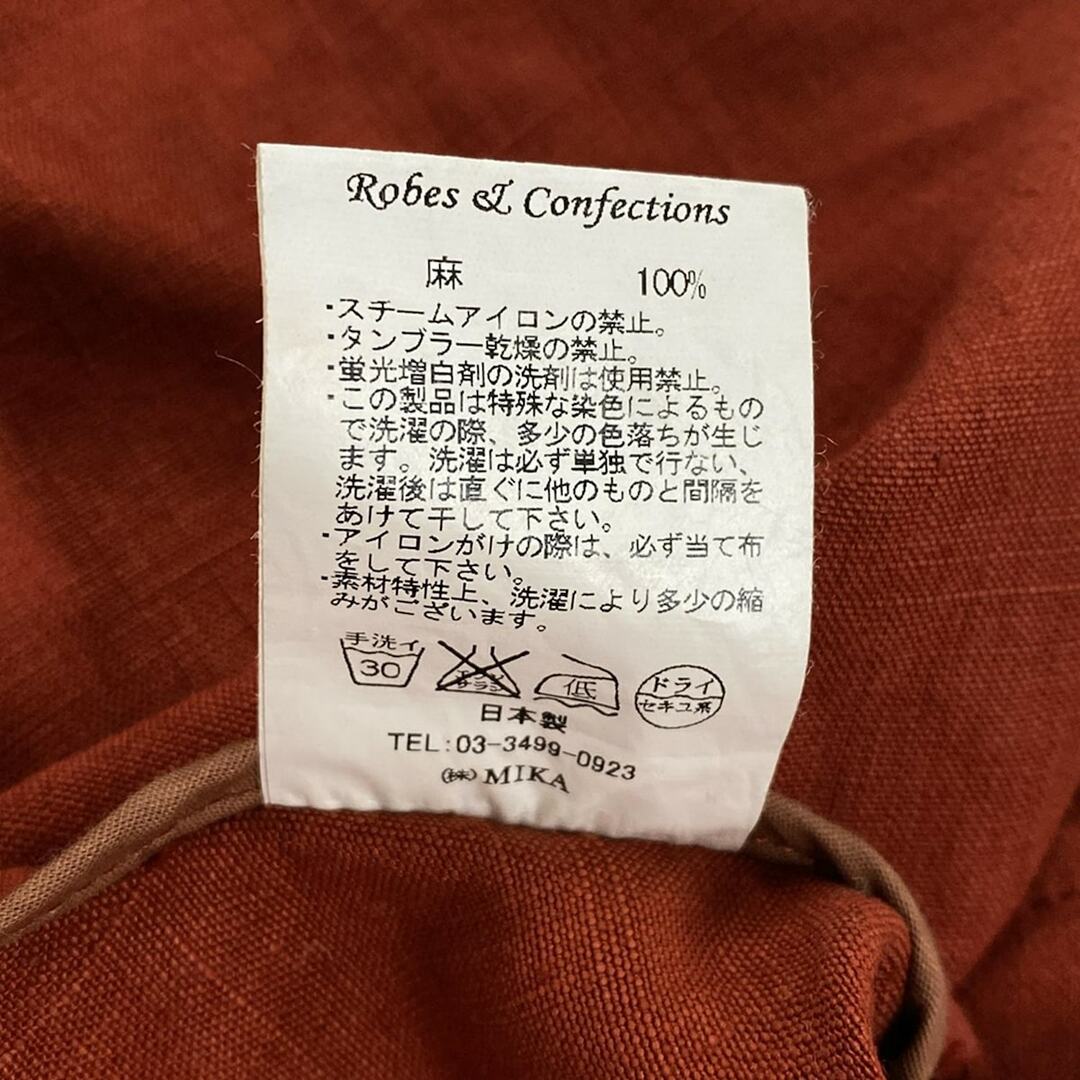 Robes & Confections
麻 100%
・スチームアイロンの禁止。
・タンブラー乾燥の禁止。
・蛍光増白剤の洗剤は使用禁止。
・この製品は特殊な染色によるもの
で洗濯の際、多少の色落ちが生じ
ます。洗濯は必ず単独で行ない、
洗濯後は直ぐに他のものと間隔を
あけて干して下さい。
・アイロンがけの際は、必ず当て布
をして下さい。
・素材特性上、洗濯により多少の縮
みがございます。
手洗イ
30
エンソ
サラシ
低
ドライ
セキユ系
日本製
TEL:03-3499-0923
㈱MIKA